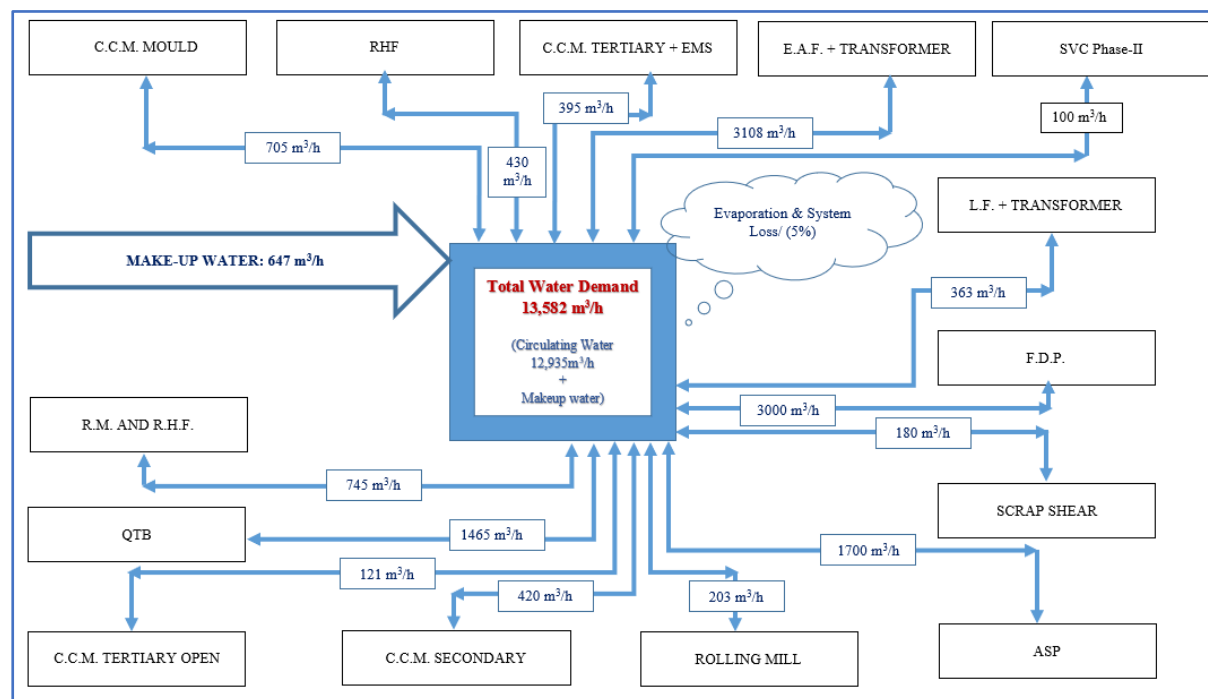 C.C.M. MOULD
RHF
C.C.M. TERTIARY + EMS
E.A.F. + TRANSFORMER
SVC Phase-II
395 m³/h
100 m³/h
3108 m³/h
705 m³/h
430
m³/h
L.F. + TRANSFORMER
Evaporation & System
Loss/ (5%)
MAKE-UP WATER: 647 m³/h
Total Water Demand
13,582 m³/h
(Circulating Water
12,935m³/h
+
Makeup water)
363 m³/h
F.D.P.
3000 m³/h
180 m³/h
R.M. AND R.H.F.
745 m³/h
SCRAP SHEAR
QTB
1465 m³/h
1700 m³/h
121 m³/h
420 m³/h
203 m³/h
C.C.M. TERTIARY OPEN
C.C.M. SECONDARY
ROLLING MILL
ASP